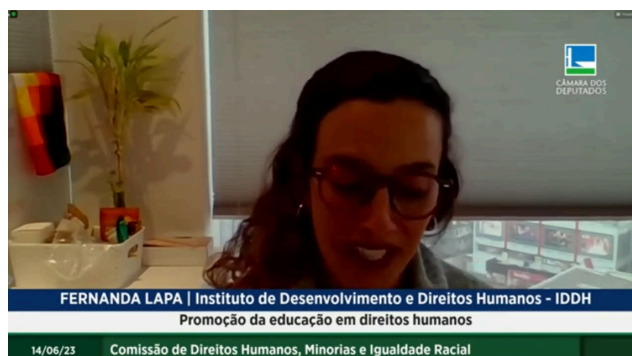 CÂMARA DOS
DEPUTADOS
FERNANDA LAPA | Instituto de Desenvolvimento e Direitos Humanos - IDDH
Promoção da educação em direitos humanos
14/06/23 Comissão de Direitos Humanos, Minorias e Igualdade Racial